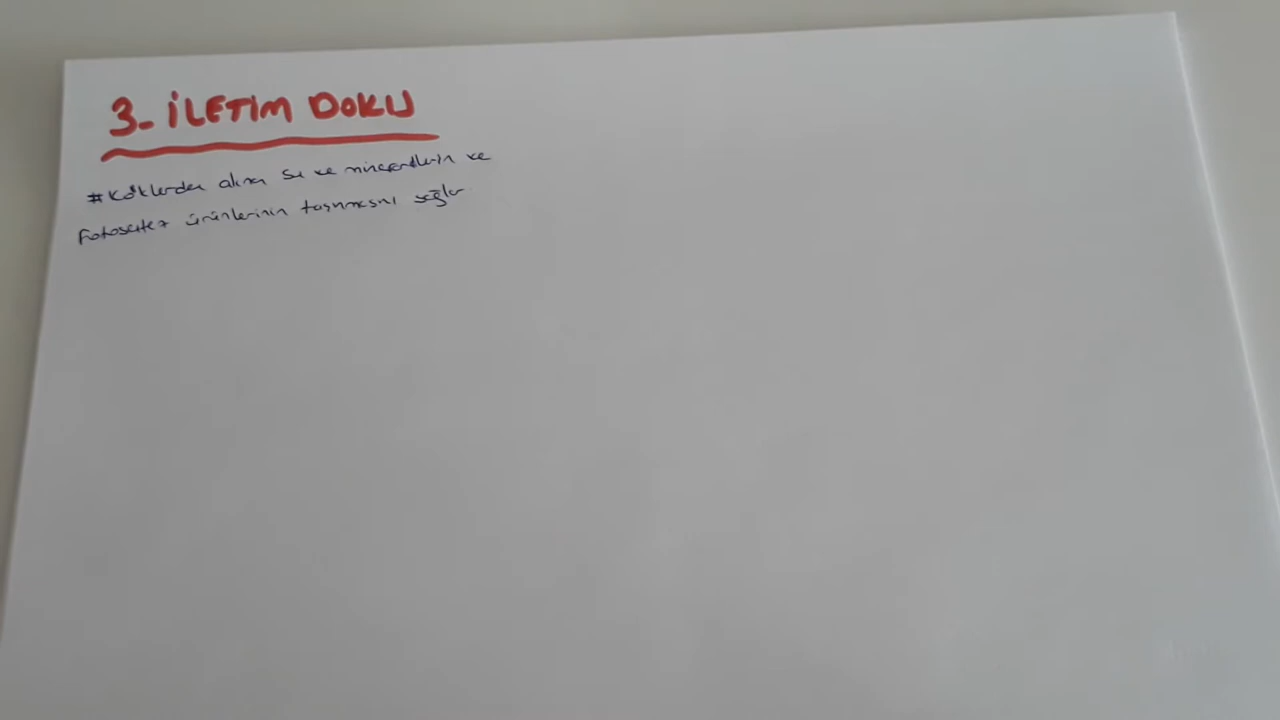 3- İLETİM DOKU
#Köklerden alınan su ve minerallerin ve
Fotosentez ürünlerinin taşınmasını sağlar